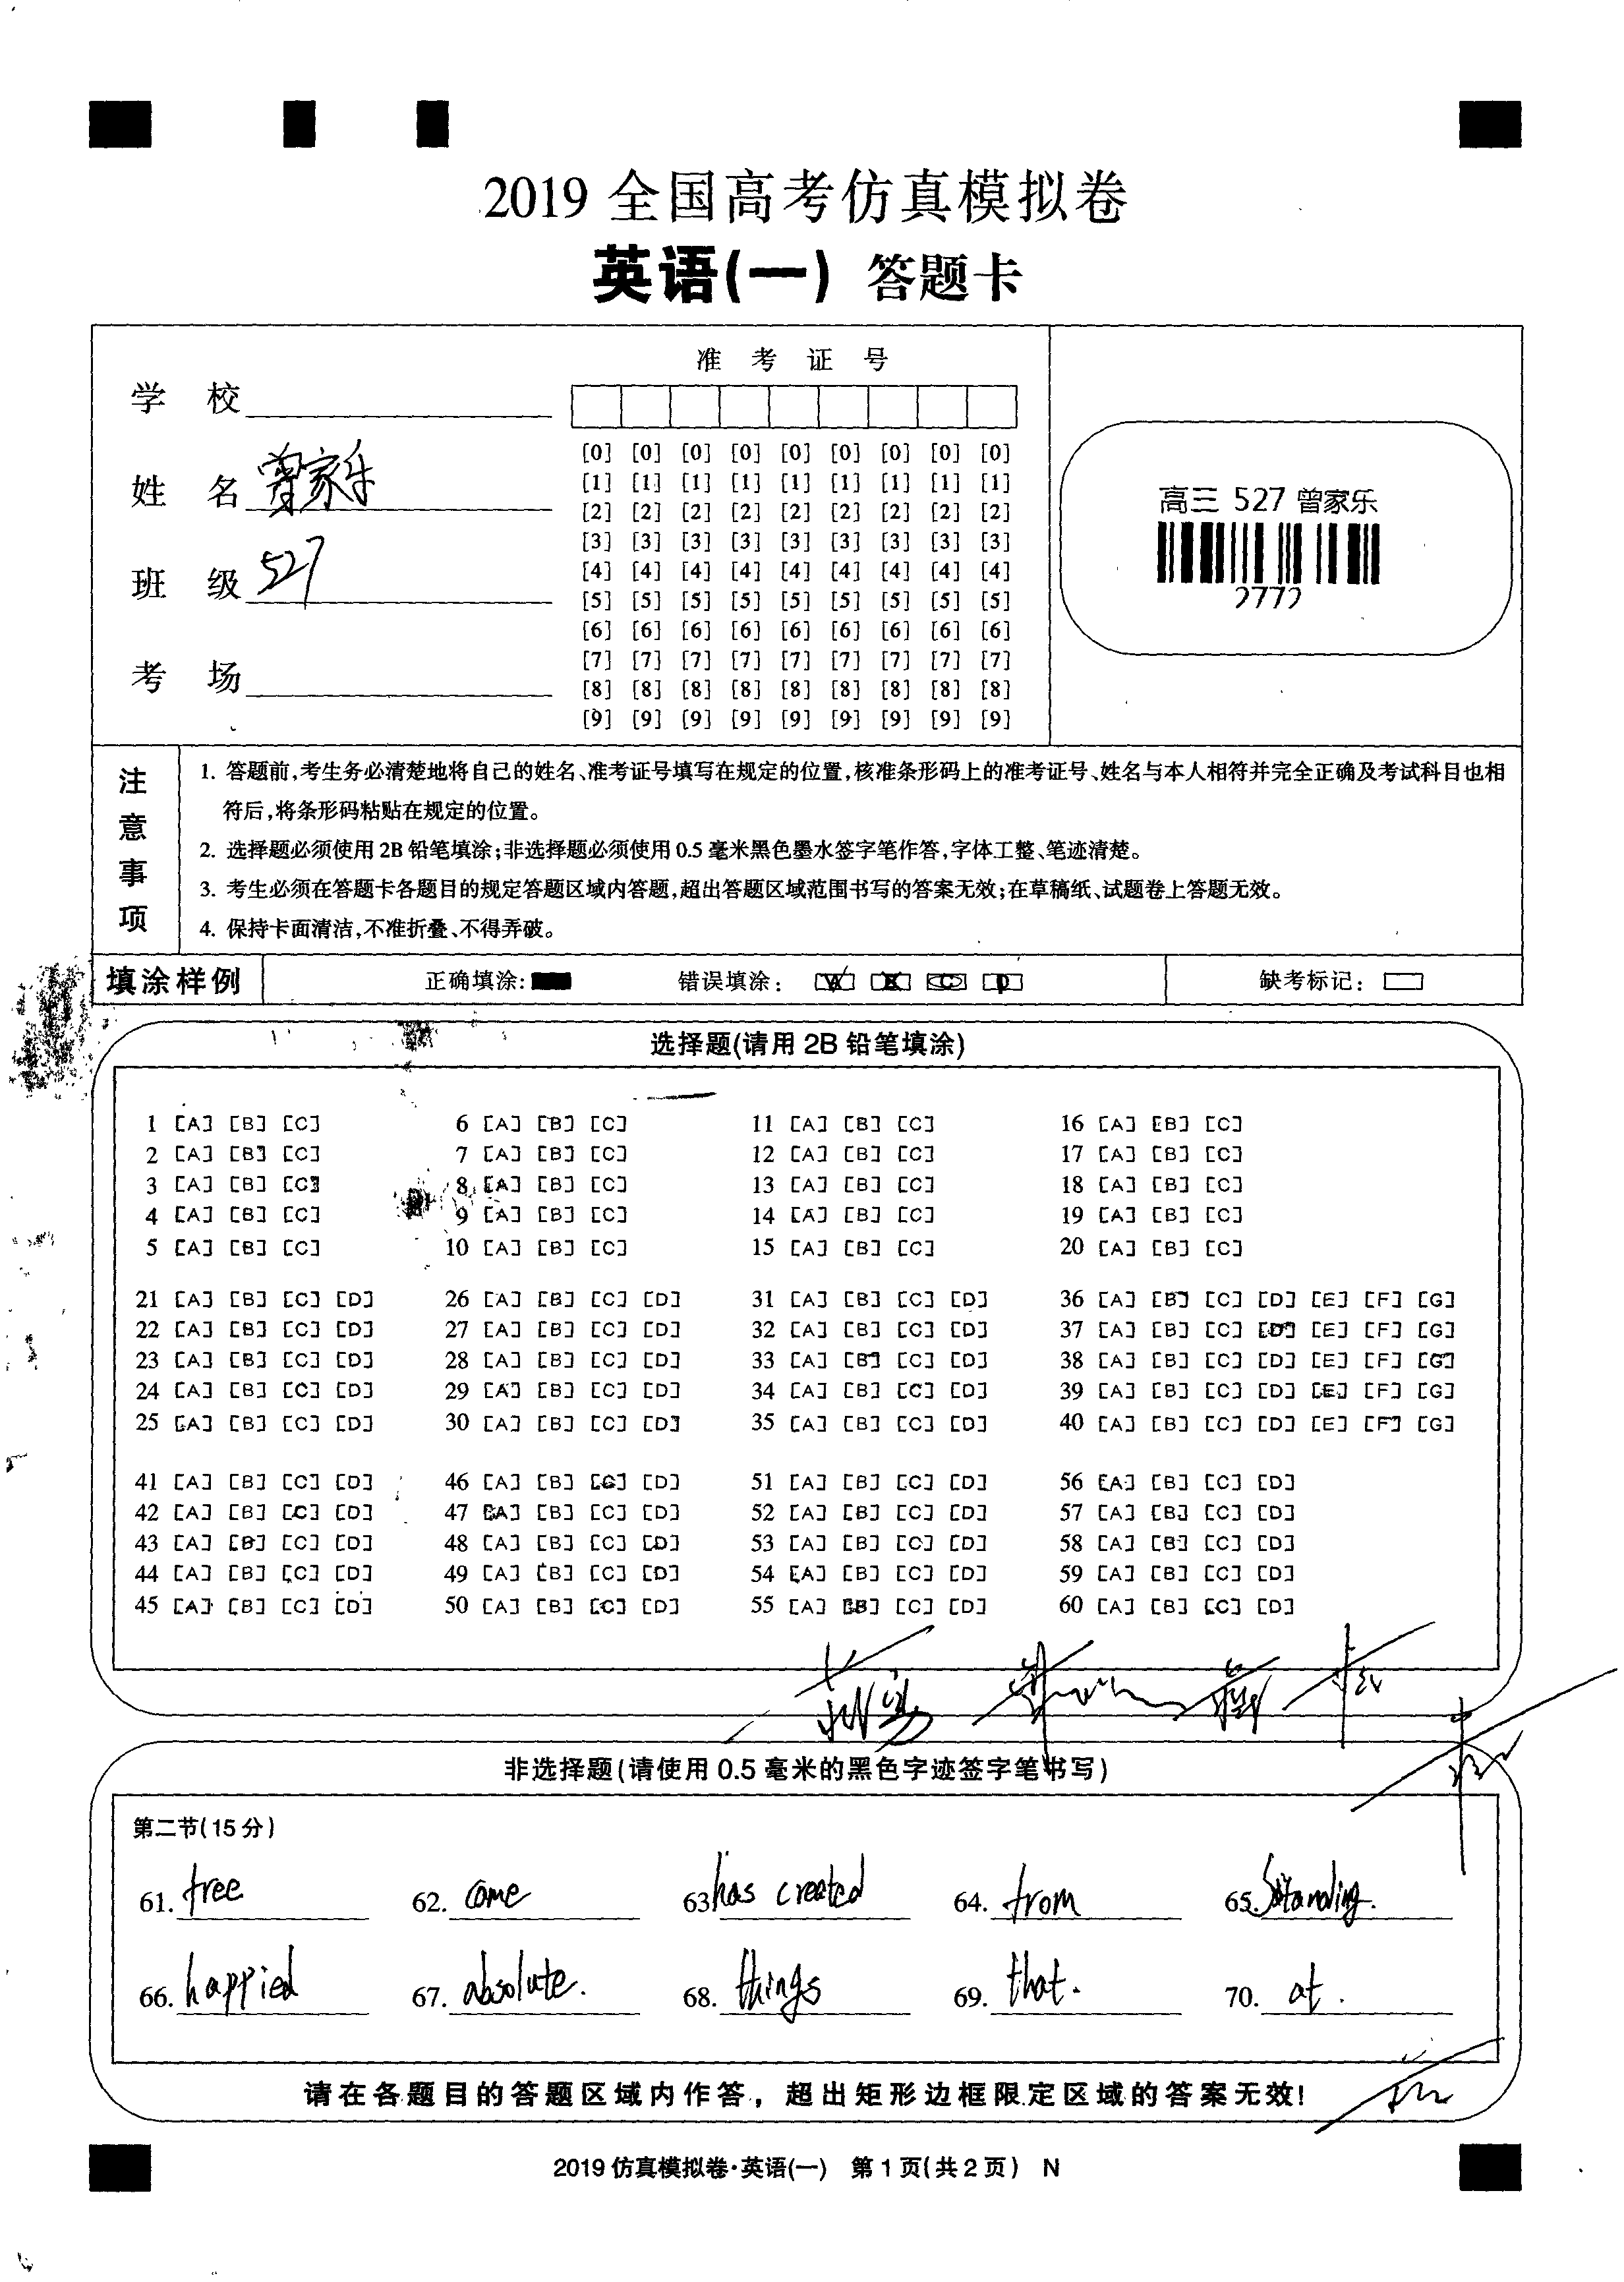 2019 全国高考仿真模拟卷
英语(一) 答题卡
学 校
姓 名 曾家乐
班 级 527
考 场
准 考 证 号
[0] [0] [0] [0] [0] [0] [0] [0] [0]
[1] [1] [1] [1] [1] [1] [1] [1] [1]
[2] [2] [2] [2] [2] [2] [2] [2] [2]
[3] [3] [3] [3] [3] [3] [3] [3] [3]
[4] [4] [4] [4] [4] [4] [4] [4] [4]
[5] [5] [5] [5] [5] [5] [5] [5] [5]
[6] [6] [6] [6] [6] [6] [6] [6] [6]
[7] [7] [7] [7] [7] [7] [7] [7] [7]
[8] [8] [8] [8] [8] [8] [8] [8] [8]
[9] [9] [9] [9] [9] [9] [9] [9] [9]
高三 527 曾家乐
2772
注意事项
1. 答题前,考生务必清楚地将自己的姓名、准考证号填写在规定的位置,核准条形码上的准考证号、姓名与本人相符并完全正确及考试科目也相
符后,将条形码粘贴在规定的位置。
2. 选择题必须使用2B铅笔填涂;非选择题必须使用0.5毫米黑色墨水签字笔作答,字体工整、笔迹清楚。
3. 考生必须在答题卡各题目的规定答题区域内答题,超出答题区域范围书写的答案无效;在草稿纸、试题卷上答题无效。
4. 保持卡面清洁,不准折叠、不得弄破。
填涂样例 正确填涂: 错误填涂: 缺考标记:
选择题(请用 2B 铅笔填涂)
1 [A] [B] [C] 6 [A] [B] [C] 11 [A] [B] [C] 16 [A] [B] [C]
2 [A] [B] [C] 7 [A] [B] [C] 12 [A] [B] [C] 17 [A] [B] [C]
3 [A] [B] [C] 8 [A] [B] [C] 13 [A] [B] [C] 18 [A] [B] [C]
4 [A] [B] [C] 9 [A] [B] [C] 14 [A] [B] [C] 19 [A] [B] [C]
5 [A] [B] [C] 10 [A] [B] [C] 15 [A] [B] [C] 20 [A] [B] [C]
21 [A] [B] [C] [D] 26 [A] [B] [C] [D] 31 [A] [B] [C] [D] 36 [A] [B] [C] [D] [E] [F] [G]
22 [A] [B] [C] [D] 27 [A] [B] [C] [D] 32 [A] [B] [C] [D] 37 [A] [B] [C] [D] [E] [F] [G]
23 [A] [B] [C] [D] 28 [A] [B] [C] [D] 33 [A] [B] [C] [D] 38 [A] [B] [C] [D] [E] [F] [G]
24 [A] [B] [C] [D] 29 [A] [B] [C] [D] 34 [A] [B] [C] [D] 39 [A] [B] [C] [D] [E] [F] [G]
25 [A] [B] [C] [D] 30 [A] [B] [C] [D] 35 [A] [B] [C] [D] 40 [A] [B] [C] [D] [E] [F] [G]
41 [A] [B] [C] [D] 46 [A] [B] [C] [D] 51 [A] [B] [C] [D] 56 [A] [B] [C] [D]
42 [A] [B] [C] [D] 47 [A] [B] [C] [D] 52 [A] [B] [C] [D] 57 [A] [B] [C] [D]
43 [A] [B] [C] [D] 48 [A] [B] [C] [D] 53 [A] [B] [C] [D] 58 [A] [B] [C] [D]
44 [A] [B] [C] [D] 49 [A] [B] [C] [D] 54 [A] [B] [C] [D] 59 [A] [B] [C] [D]
45 [A] [B] [C] [D] 50 [A] [B] [C] [D] 55 [A] [B] [C] [D] 60 [A] [B] [C] [D]
非选择题(请使用 0.5 毫米的黑色字迹签字笔书写)
第二节(15分)
61. free 62. come 63. has created 64. from 65. Standing.
66. happied 67. absolute. 68. things 69. that. 70. at.
请在各题目的答题区域内作答，超出矩形边框限定区域的答案无效!
2019 仿真模拟卷·英语(一) 第 1 页(共 2 页) N